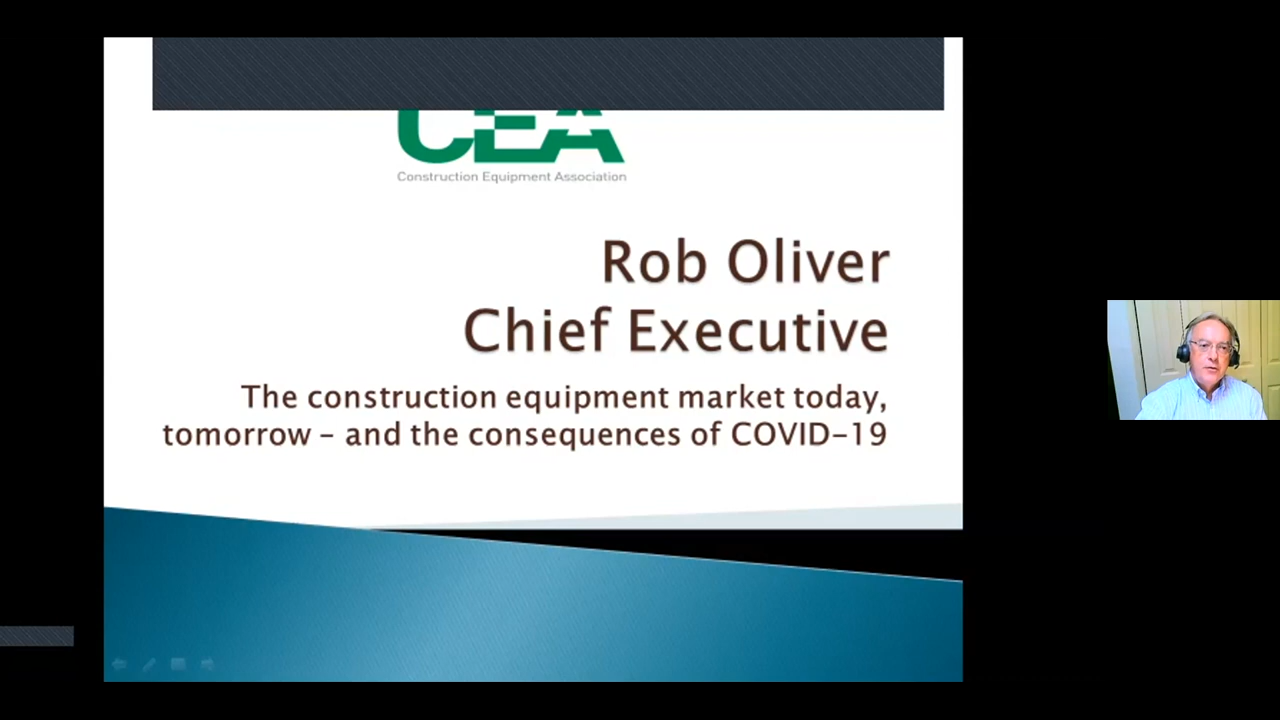 CEA
Construction Equipment Association
Rob Oliver
Chief Executive
The construction equipment market today,
tomorrow – and the consequences of COVID-19